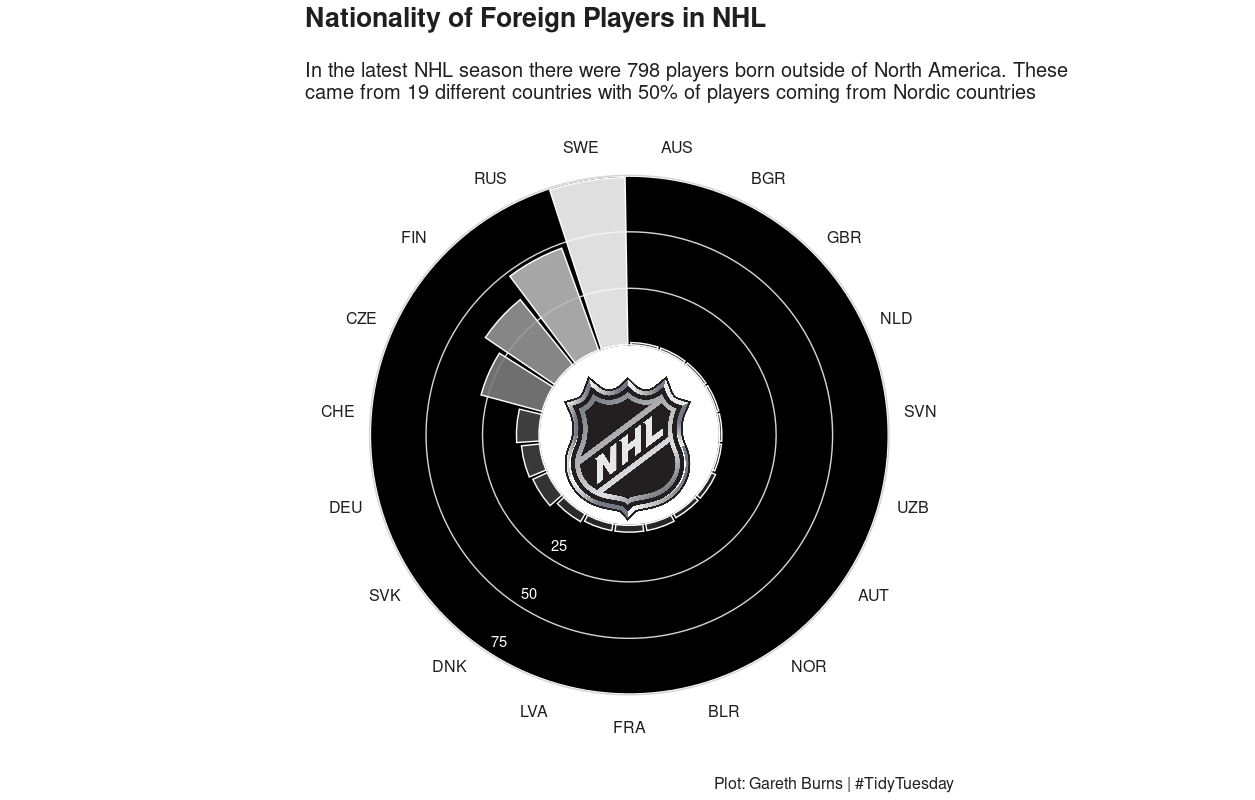 Nationality of Foreign Players in NHL
In the latest NHL season there were 798 players born outside of North America. These
came from 19 different countries with 50% of players coming from Nordic countries
SWE
AUS
RUS
BGR
FIN
GBR
CZE
NLD
CHE
SVN
NHL
DEU
UZB
25
SVK
50
AUT
75
DNK
NOR
LVA
BLR
FRA
Plot: Gareth Burns | #TidyTuesday